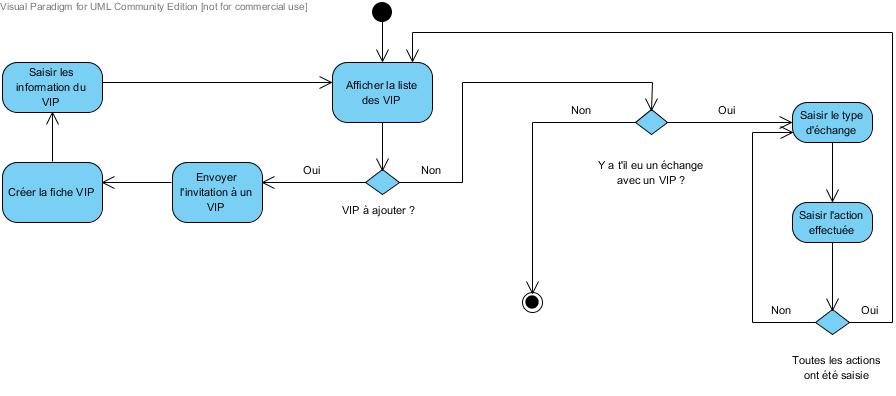 Visual Paradigm for UML Community Edition [not for commercial use]
Saisir les
information du
VIP
Afficher la liste
des VIP
Non
Oui
Saisir le type
d'échange
Y a t'il eu un échange
avec un VIP ?
Créer la fiche VIP
Envoyer
l'invitation à un
VIP
Oui
Non
VIP à ajouter ?
Saisir l'action
effectuée
Non
Oui
Toutes les actions
ont été saisie